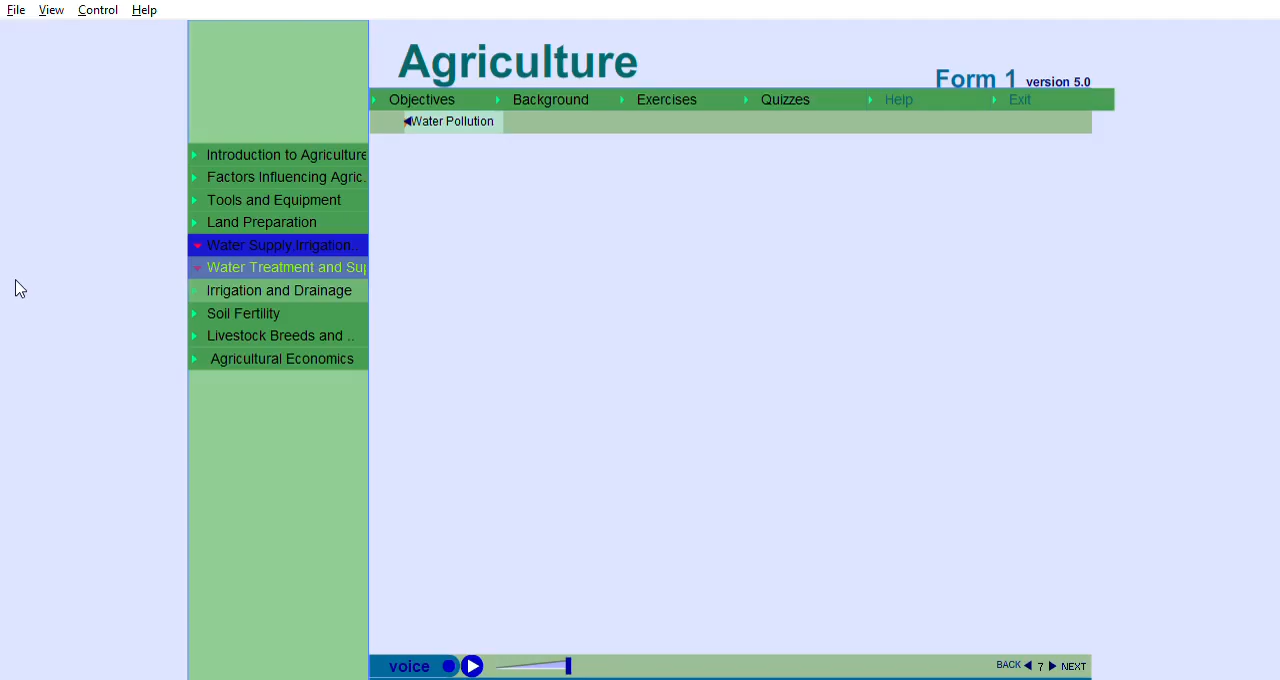 File View Control Help
Agriculture
Form 1 version 5.0
Objectives Background Exercises Quizzes Help Exit
Water Pollution
Introduction to Agriculture
Factors Influencing Agric.
Tools and Equipment
Land Preparation
Water Supply,Irrigation..
Water Treatment and Sup
Irrigation and Drainage
Soil Fertility
Livestock Breeds and ..
Agricultural Economics
voice BACK 7 NEXT